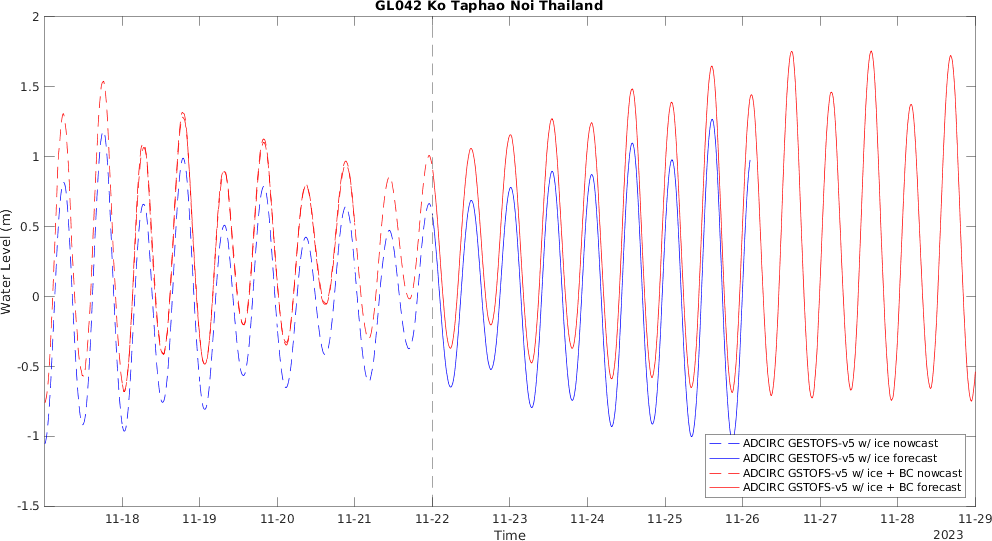 GL042 Ko Taphao Noi Thailand
2
1.5
1
0.5
0
-0.5
-1
-1.5
Water Level (m)
ADCIRC GESTOFS-v5 w/ ice nowcast
ADCIRC GESTOFS-v5 w/ ice forecast
ADCIRC GSTOFS-v5 w/ ice + BC nowcast
ADCIRC GSTOFS-v5 w/ ice + BC forecast
11-18 11-19 11-20 11-21 11-22 11-23 11-24 11-25 11-26 11-27 11-28 11-29
Time
2023